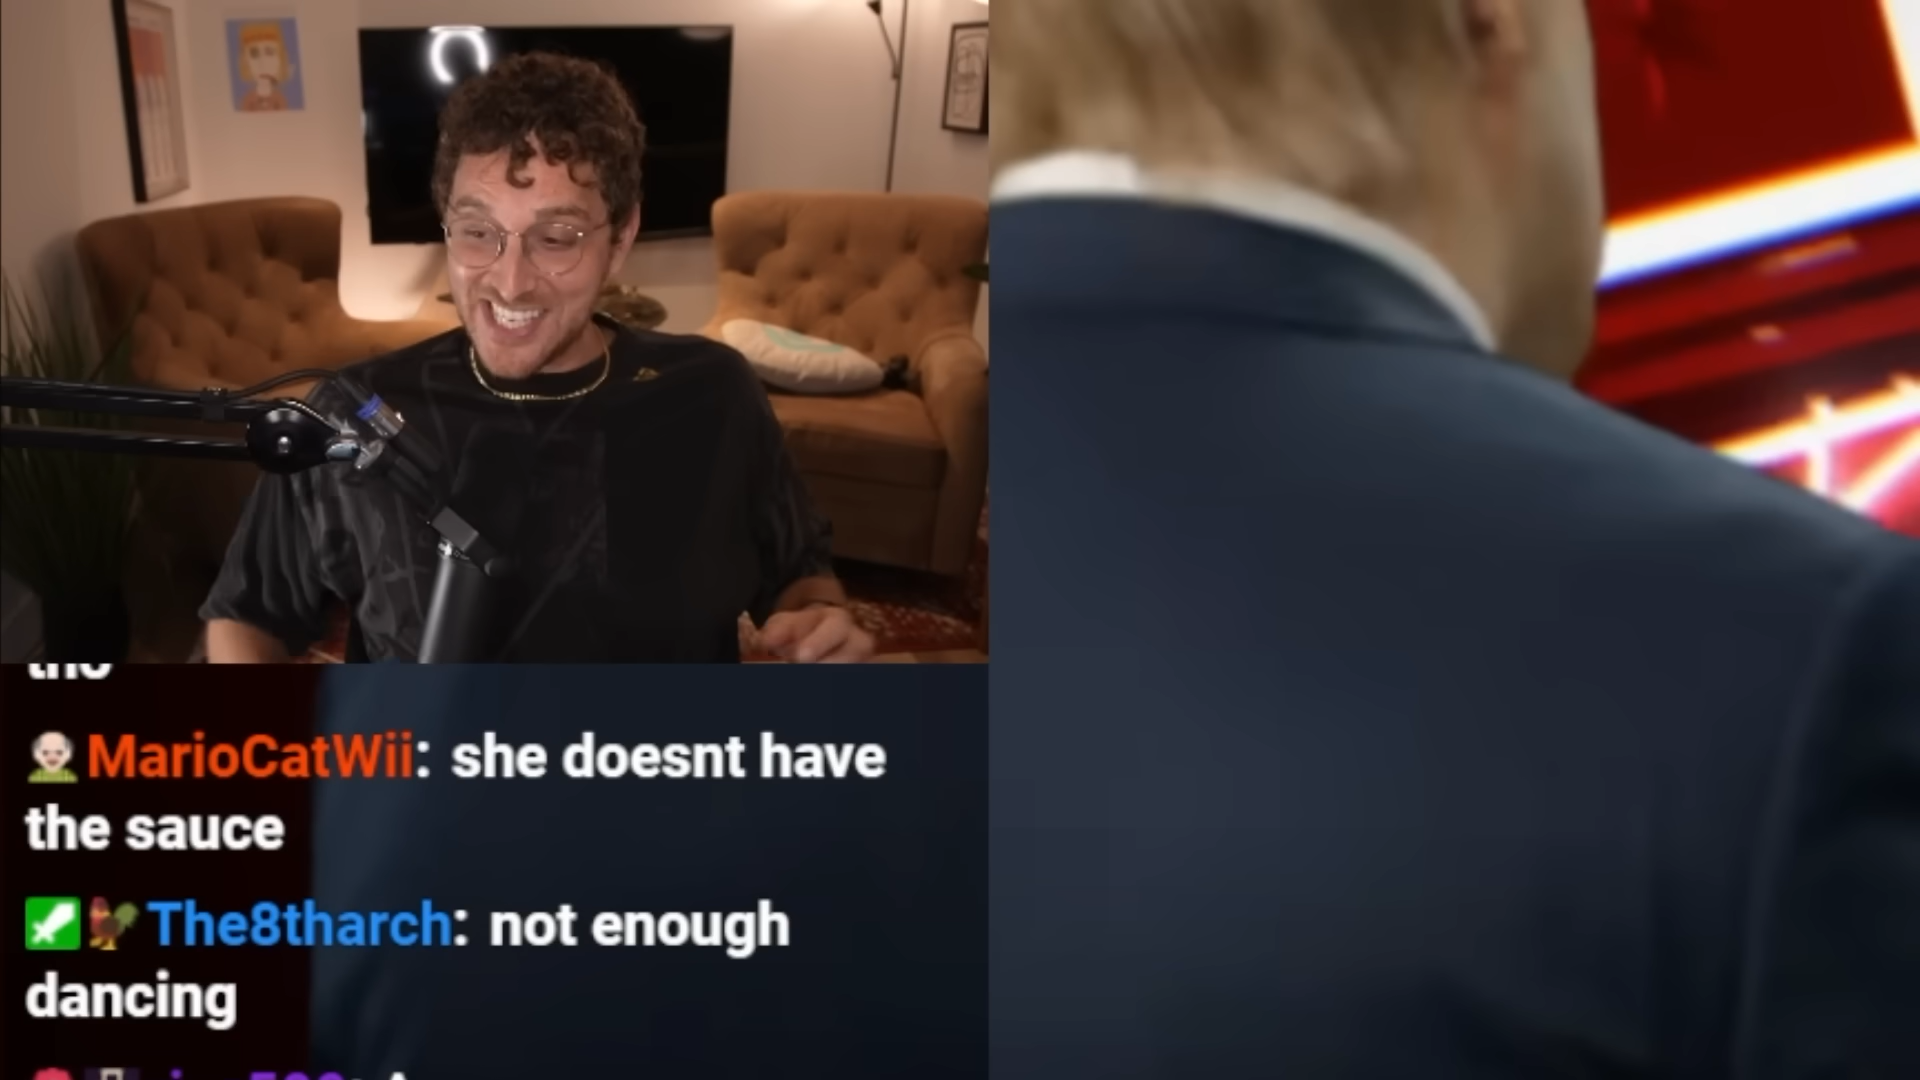 MarioCatWii: she doesnt have
the sauce
The8tharch: not enough
dancing